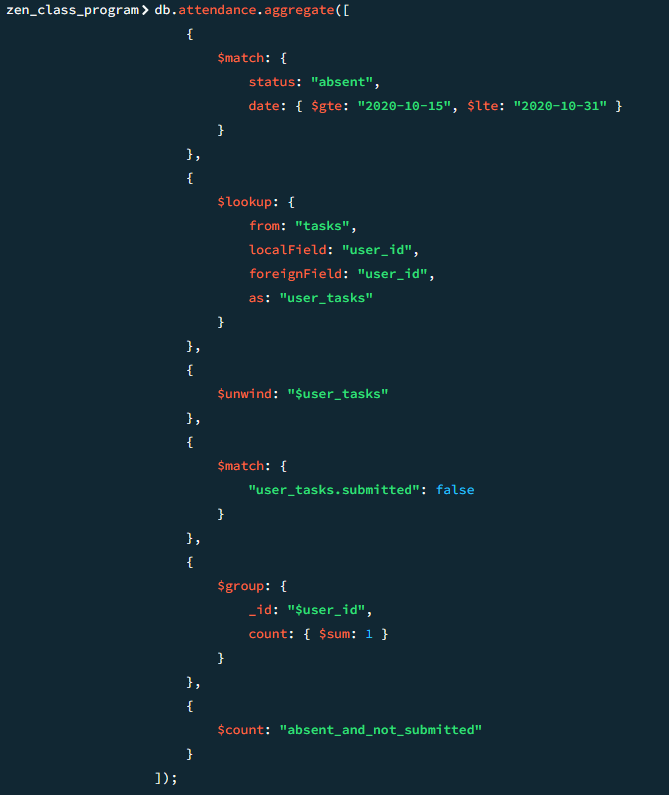 zen_class_program> db.attendance.aggregate([
{
$match: {
status: "absent",
date: { $gte: "2020-10-15", $lte: "2020-10-31" }
}
},
{
$lookup: {
from: "tasks",
localField: "user_id",
foreignField: "user_id",
as: "user_tasks"
}
},
{
$unwind: "$user_tasks"
},
{
$match: {
"user_tasks.submitted": false
}
},
{
$group: {
_id: "$user_id",
count: { $sum: 1 }
}
},
{
$count: "absent_and_not_submitted"
}
]);